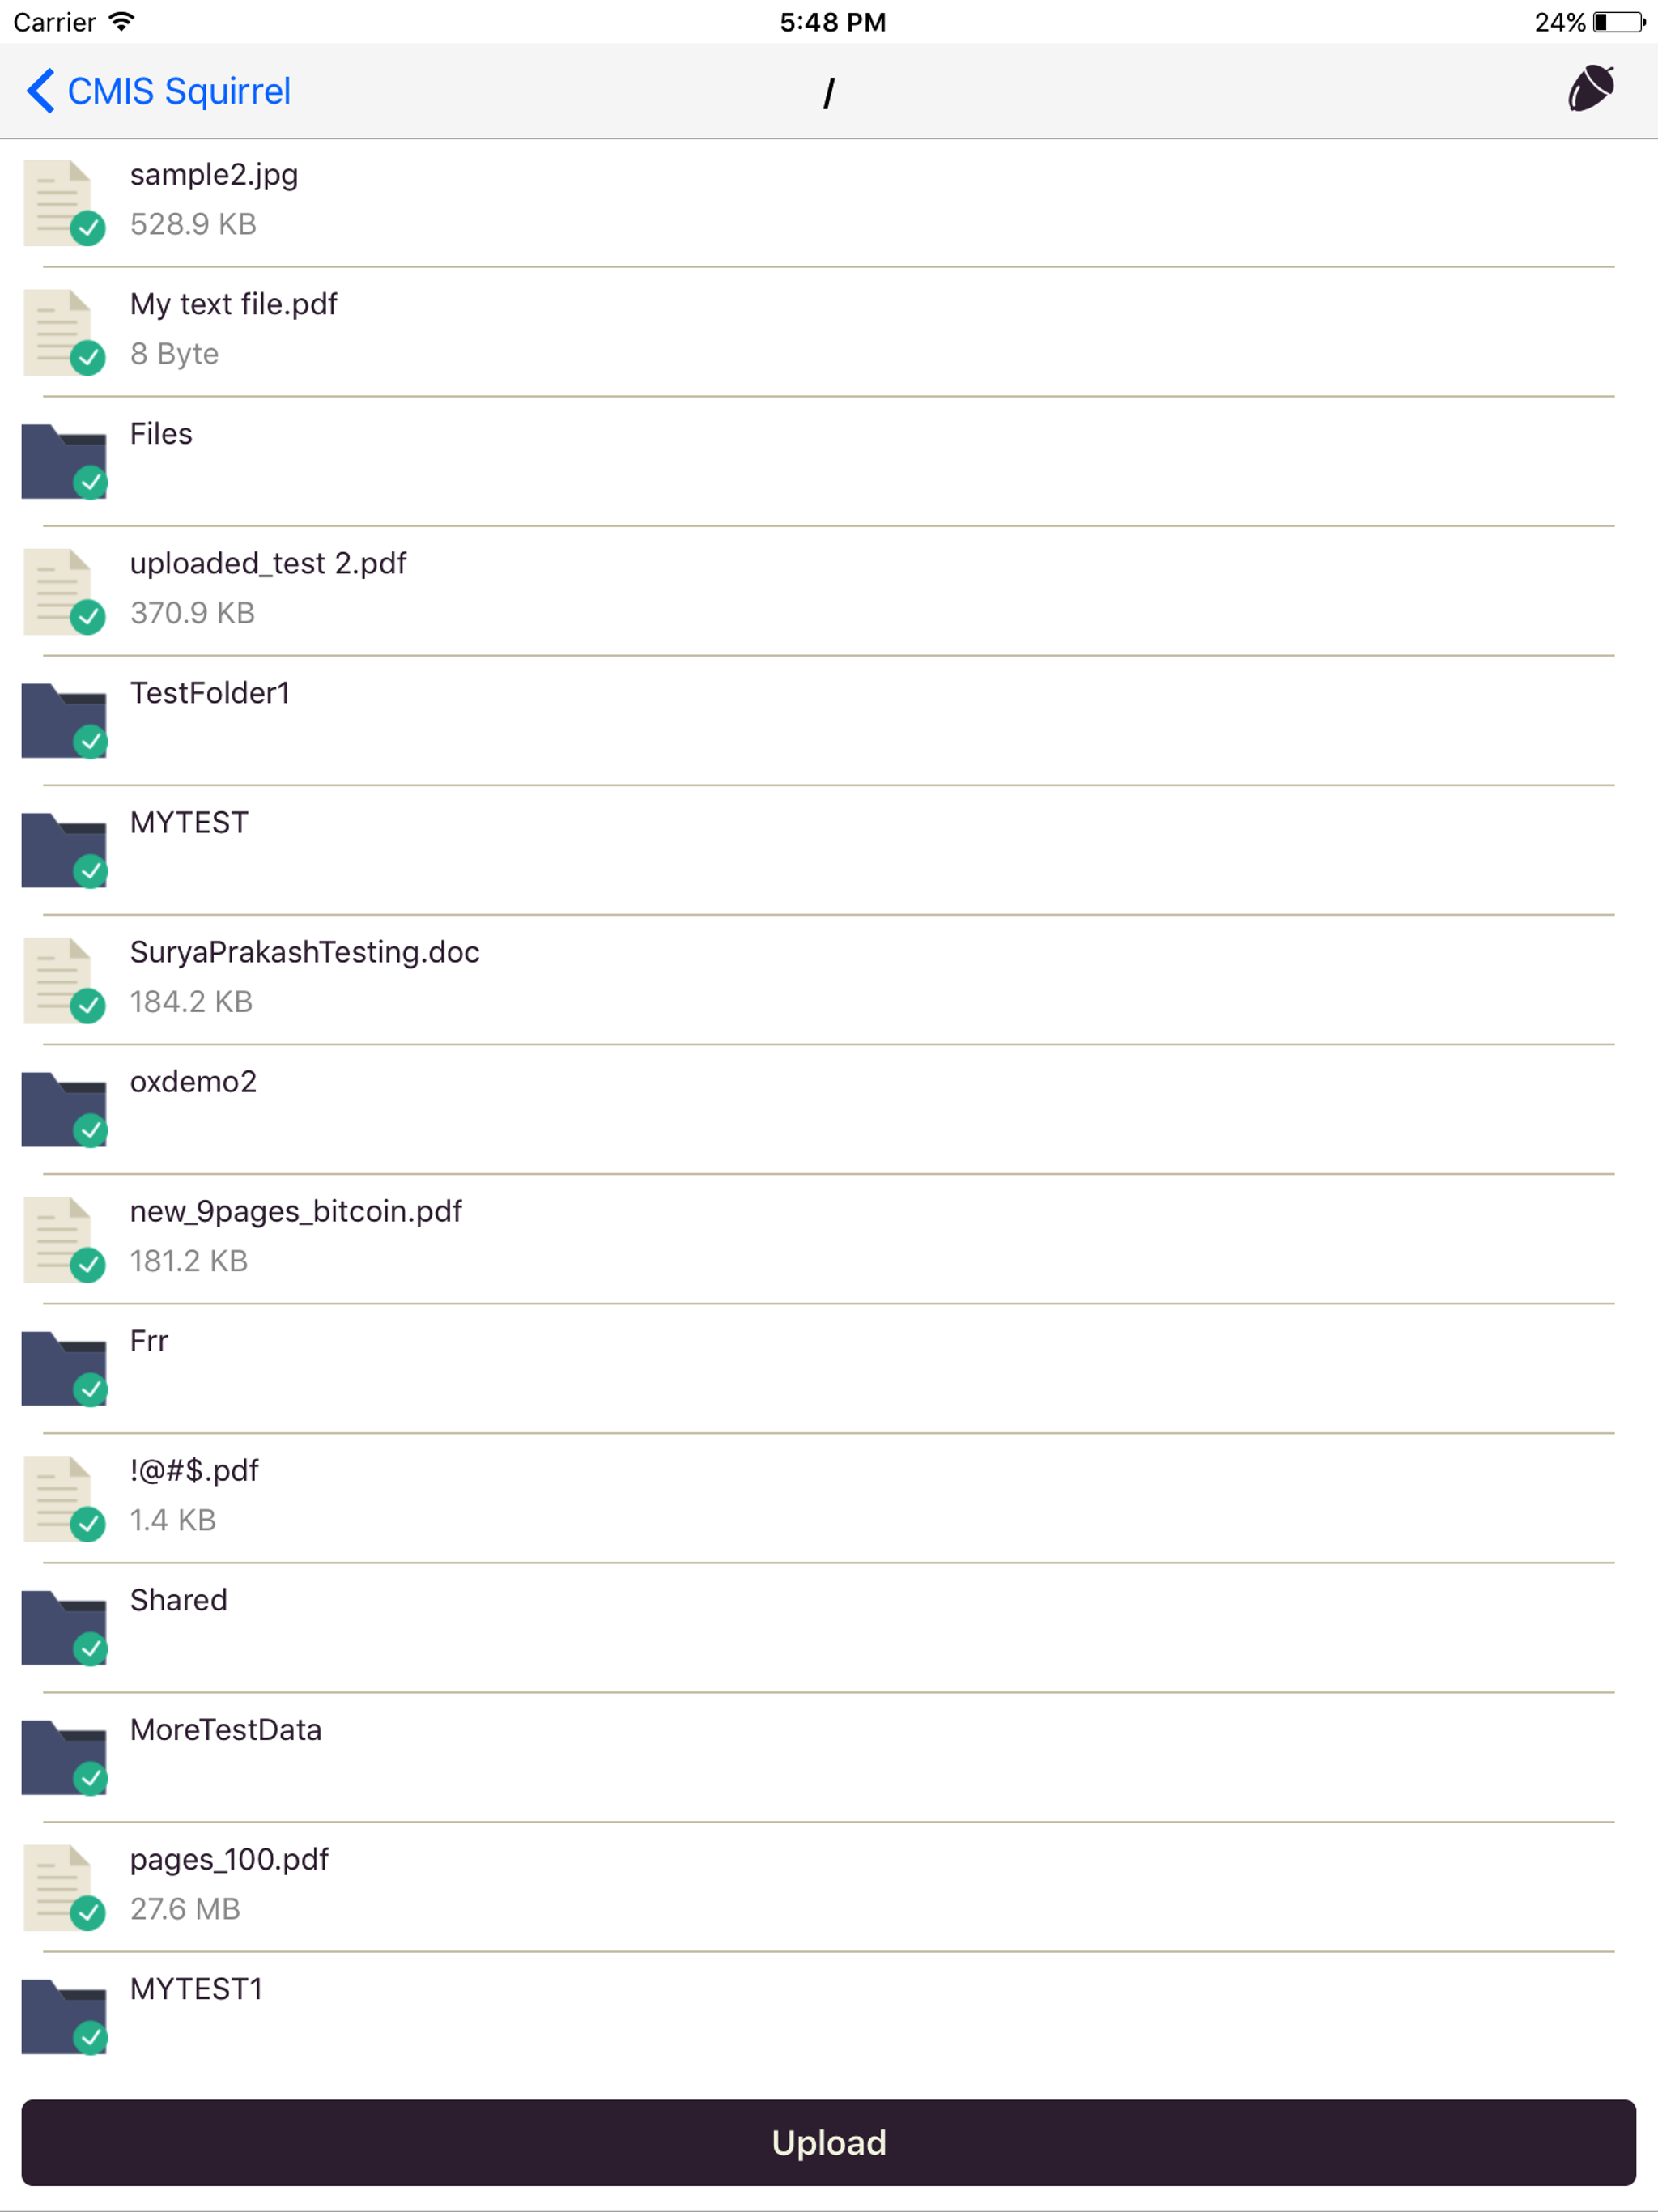 Carrier 5:48 PM 24%
CMIS Squirrel /
sample2.jpg
528.9 KB
My text file.pdf
8 Byte
Files
uploaded_test 2.pdf
370.9 KB
TestFolder1
MYTEST
SuryaPrakashTesting.doc
184.2 KB
oxdemo2
new_9pages_bitcoin.pdf
181.2 KB
Frr
!@#$.pdf
1.4 KB
Shared
MoreTestData
pages_100.pdf
27.6 MB
MYTEST1
Upload